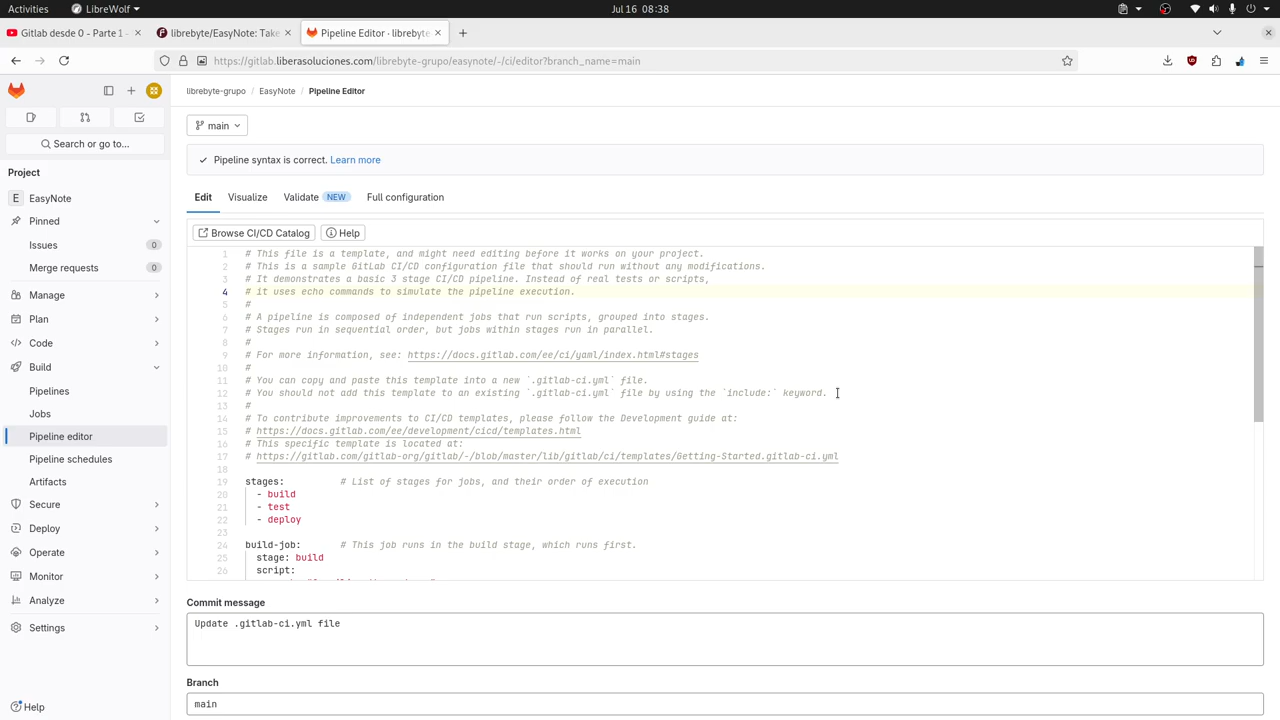 Activities
LibreWolf
Jul 16 08:38
Gitlab desde 0 - Parte 1 -
librebyte/EasyNote: Take
Pipeline Editor · librebyte
https://gitlab.liberasoluciones.com/librebyte-grupo/easynote/-/ci/editor?branch_name=main
librebyte-grupo
EasyNote
Pipeline Editor
Search or go to...
Project
E EasyNote
Pinned
Issues 0
Merge requests 0
Manage
Plan
Code
Build
Pipelines
Jobs
Pipeline editor
Pipeline schedules
Artifacts
Secure
Deploy
Operate
Monitor
Analyze
Settings
Help
main
Pipeline syntax is correct. Learn more
Edit
Visualize
Validate NEW
Full configuration
Browse CI/CD Catalog
Help
1 # This file is a template, and might need editing before it works on your project.
2 # This is a sample GitLab CI/CD configuration file that should run without any modifications.
3 # It demonstrates a basic 3 stage CI/CD pipeline. Instead of real tests or scripts,
4 # it uses echo commands to simulate the pipeline execution.
5 #
6 # A pipeline is composed of independent jobs that run scripts, grouped into stages.
7 # Stages run in sequential order, but jobs within stages run in parallel.
8 #
9 # For more information, see: https://docs.gitlab.com/ee/ci/yaml/index.html#stages
10 #
11 # You can copy and paste this template into a new `.gitlab-ci.yml` file.
12 # You should not add this template to an existing `.gitlab-ci.yml` file by using the `include:` keyword.
13 #
14 # To contribute improvements to CI/CD templates, please follow the Development guide at:
15 # https://docs.gitlab.com/ee/development/cicd/templates.html
16 # This specific template is located at:
17 # https://gitlab.com/gitlab-org/gitlab/-/blob/master/lib/gitlab/ci/templates/Getting-Started.gitlab-ci.yml
18
19 stages: # List of stages for jobs, and their order of execution
20 - build
21 - test
22 - deploy
23
24 build-job: # This job runs in the build stage, which runs first.
25 stage: build
26 script:
Commit message
Update .gitlab-ci.yml file
Branch
main